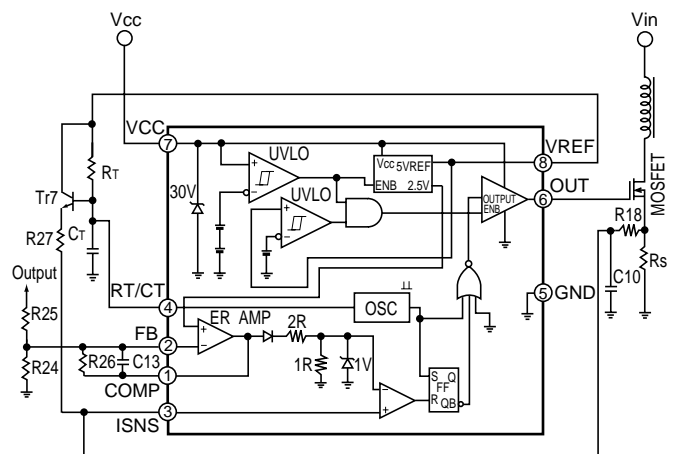 Vcc
Vin
VCC
7
UVLO
Vcc
5VREF
8
VREF
RT
30V
ENB
2.5V
UVLO
OUTPUT
ENB
6
OUT
MOSFET
Tr7
R27
CT
R18
Rs
C10
Output
RT/CT
4
OSC
5
GND
R25
FB
2
ER AMP
2R
R24
R26
C13
1R
1V
COMP
1
S
Q
FF
R
QB
3
ISNS